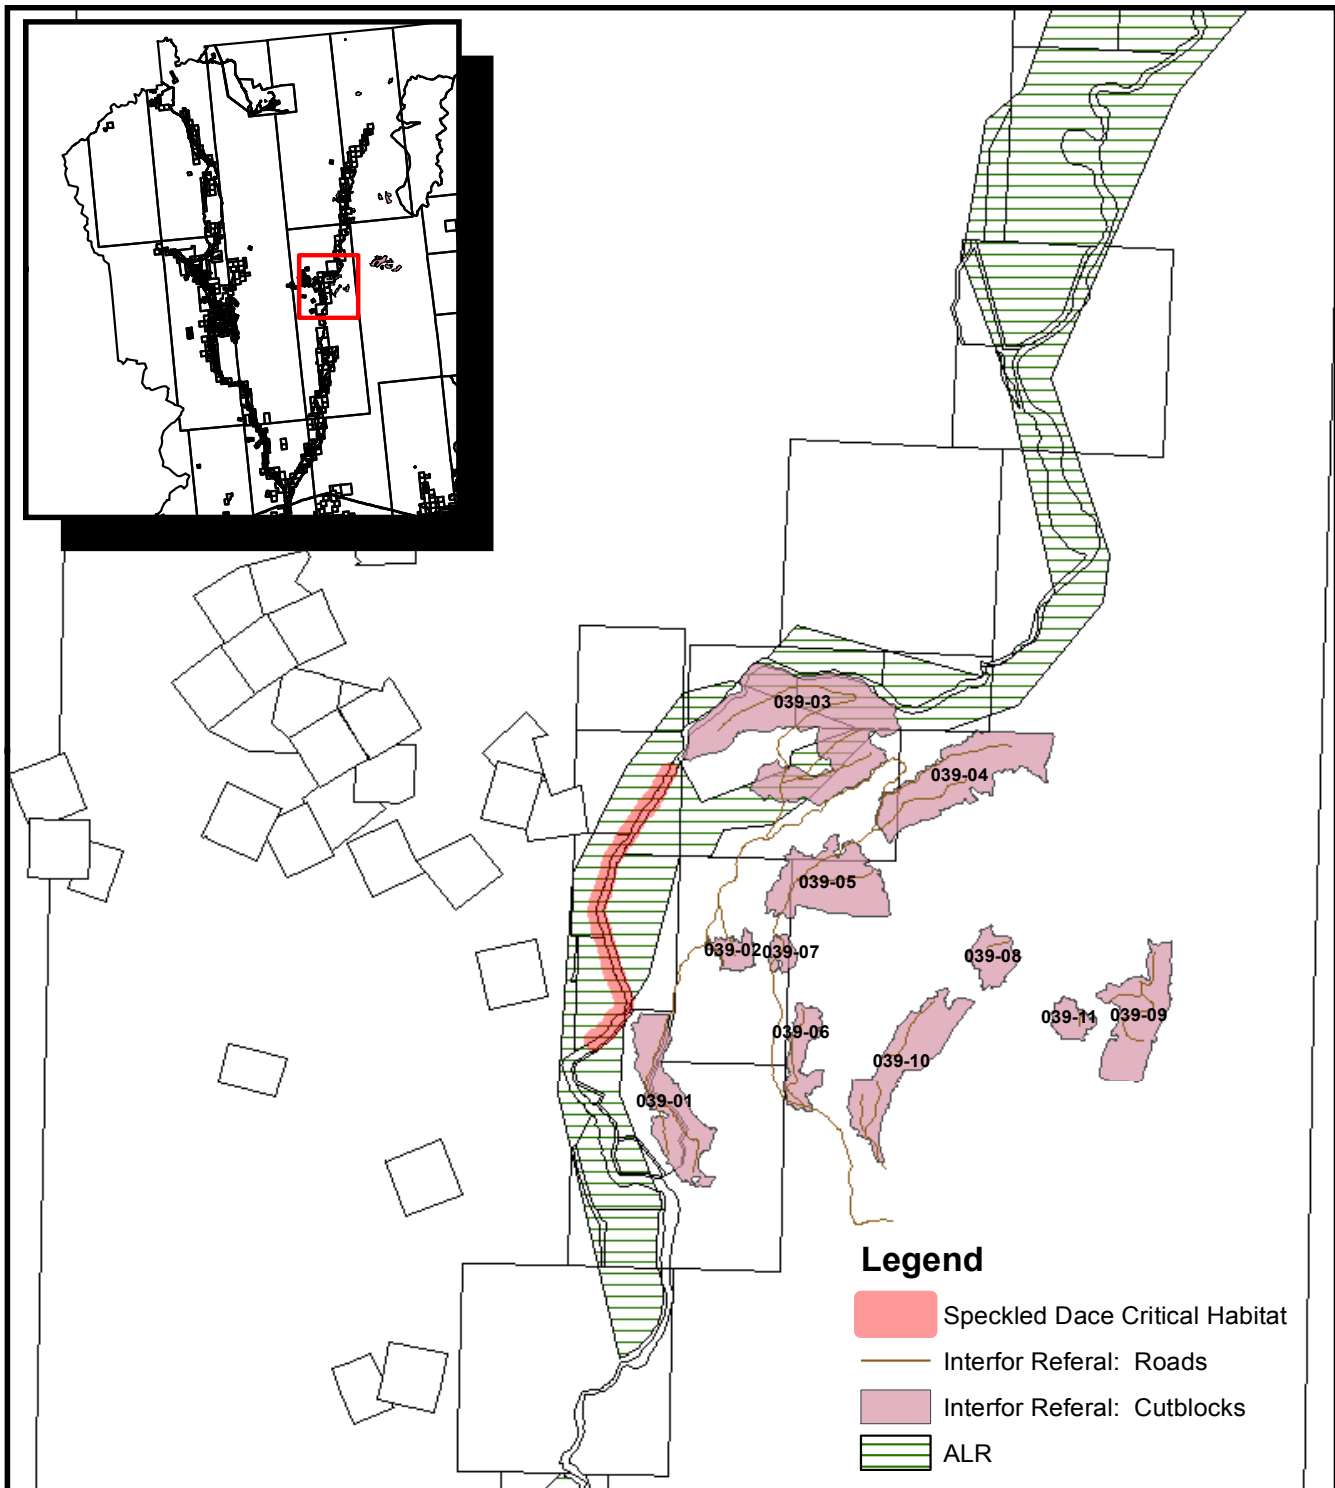 039-03
039-04
039-05
039-02
039-07
039-08
039-11
039-09
039-06
039-10
039-01
Legend
Speckled Dace Critical Habitat
Interfor Referal: Roads
Interfor Referal: Cutblocks
ALR